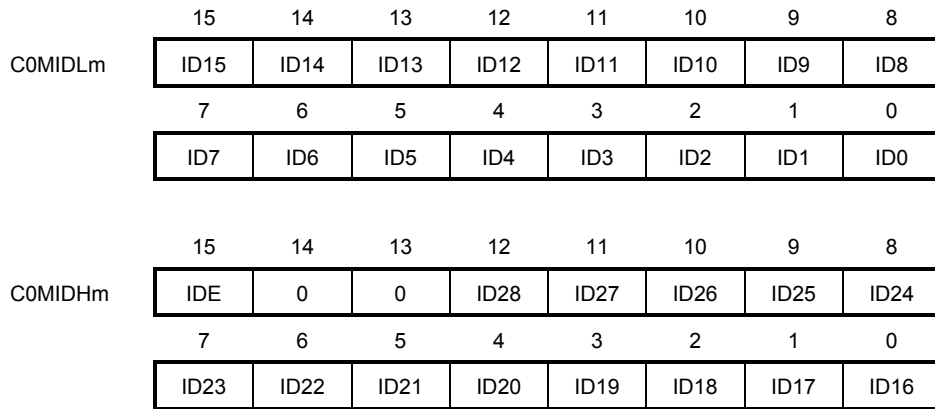 15 14 13 12 11 10 9 8
C0MIDLm ID15 ID14 ID13 ID12 ID11 ID10 ID9 ID8
7 6 5 4 3 2 1 0
ID7 ID6 ID5 ID4 ID3 ID2 ID1 ID0
15 14 13 12 11 10 9 8
C0MIDHm IDE 0 0 ID28 ID27 ID26 ID25 ID24
7 6 5 4 3 2 1 0
ID23 ID22 ID21 ID20 ID19 ID18 ID17 ID16